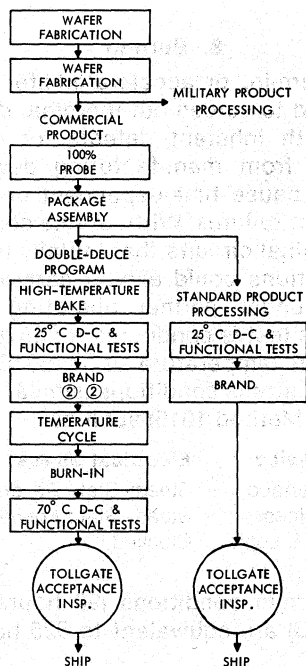 WAFER
FABRICATION
WAFER
FABRICATION
MILITARY PRODUCT
PROCESSING
COMMERCIAL
PRODUCT
100%
PROBE
PACKAGE
ASSEMBLY
DOUBLE-DEUCE
PROGRAM
HIGH-TEMPERATURE
BAKE
25° C D-C &
FUNCTIONAL TESTS
BRAND
② ②
TEMPERATURE
CYCLE
BURN-IN
70° C D-C &
FUNCTIONAL TESTS
TOLLGATE
ACCEPTANCE
INSP.
SHIP
STANDARD PRODUCT
PROCESSING
25° C D-C &
FUNCTIONAL TESTS
BRAND
TOLLGATE
ACCEPTANCE
INSP.
SHIP